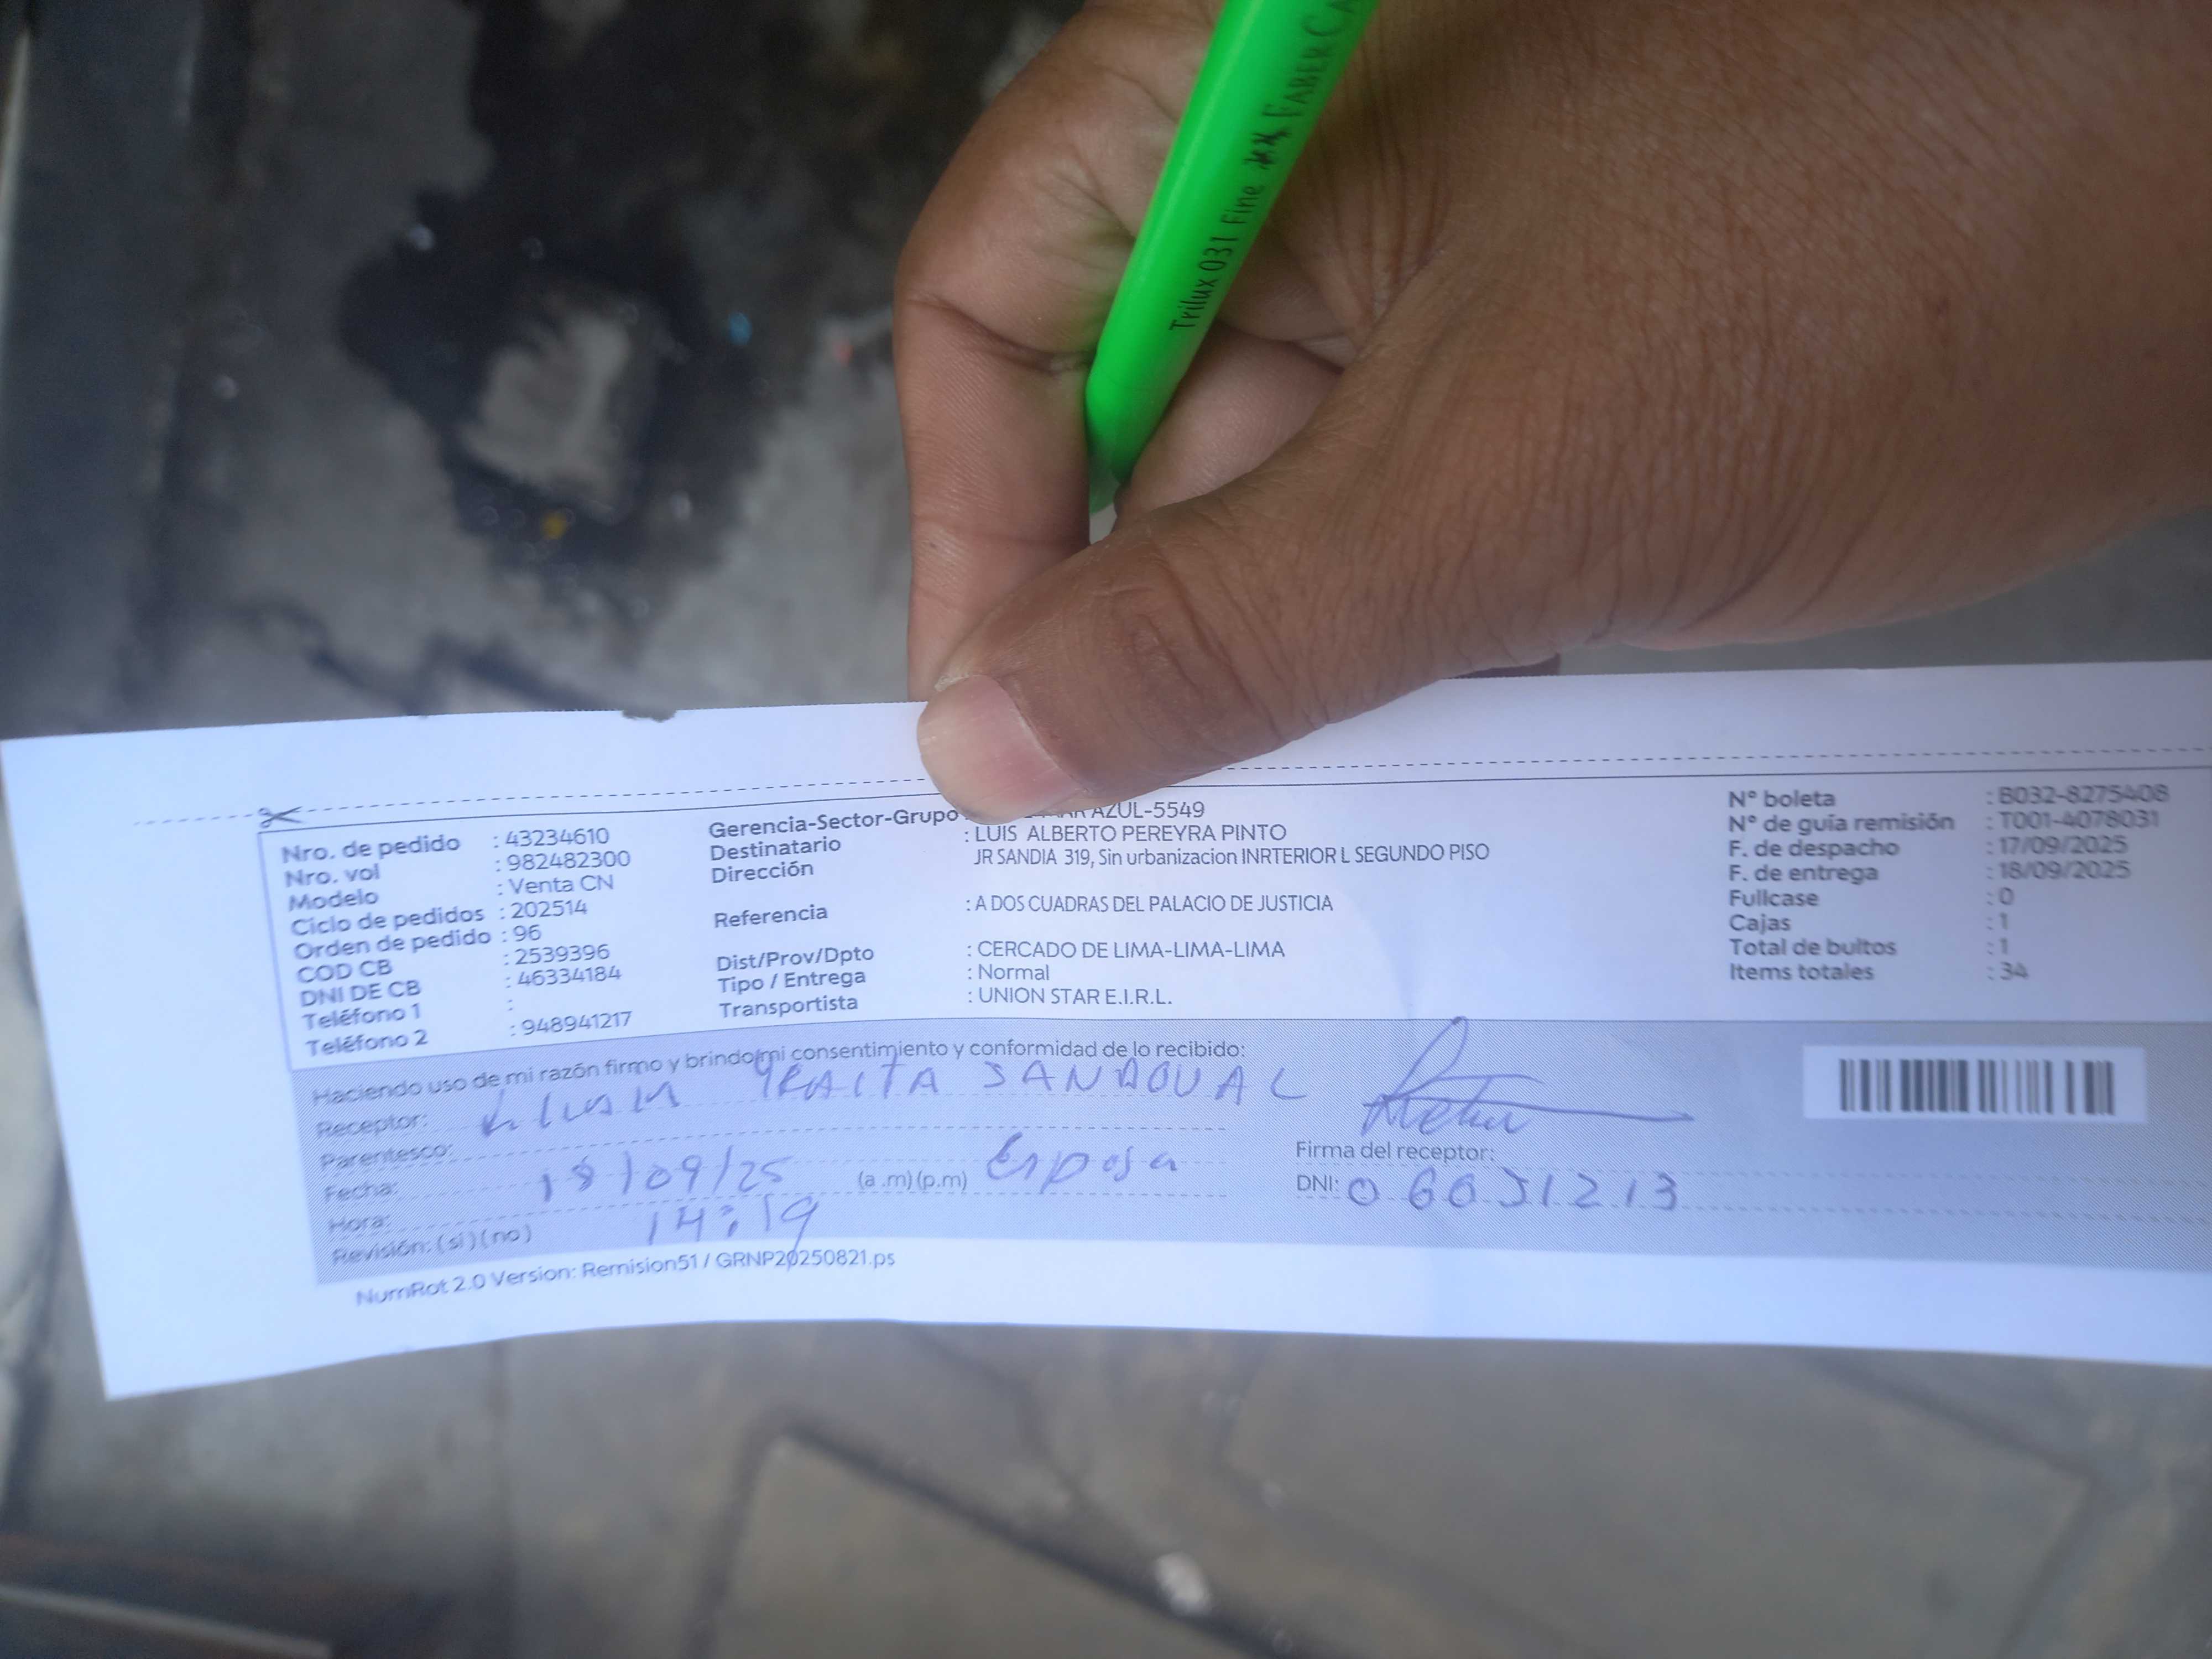 Trilux 031 Fine FABER CA
Nro. de pedido : 43234610
Nro. vol : 982482300
Modelo : Venta CN
Ciclo de pedidos : 202514
Orden de pedido : 96
COD CB : 2539396
DNI DE CB : 46334184
Teléfono 1 :
Teléfono 2 : 948941217
Gerencia-Sector-Grupo AZUL-5549
Destinatario : LUIS ALBERTO PEREYRA PINTO
Dirección JR SANDIA 319, Sin urbanizacion INRTERIOR L SEGUNDO PISO
Referencia : A DOS CUADRAS DEL PALACIO DE JUSTICIA
Dist/Prov/Dpto : CERCADO DE LIMA-LIMA-LIMA
Tipo / Entrega : Normal
Transportista : UNION STAR E.I.R.L.
N° boleta : B032-8275408
N° de guía remisión : T001-4078031
F. de despacho : 17/09/2025
F. de entrega : 18/09/2025
Fullcase : 0
Cajas : 1
Total de bultos : 1
Items totales : 34
Haciendo uso de mi razón firmo y brindo mi consentimiento y conformidad de lo recibido:
Receptor: SANDOVAL
Parentesco: Esposa
Fecha: 18/09/25 (a .m) (p.m)
Hora: 14:19
Revisión: (si) (no)
Firma del receptor:
DNI:
NumRot 2.0 Version: Remision51 / GRNP20250821.ps